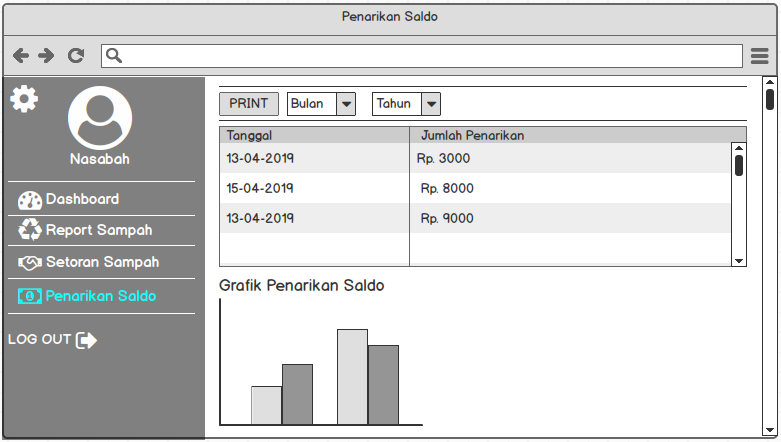 Penarikan Saldo
Nasabah
Dashboard
Report Sampah
Setoran Sampah
Penarikan Saldo
LOG OUT
PRINT Bulan Tahun
Tanggal Jumlah Penarikan
13-04-2019 Rp. 3000
15-04-2019 Rp. 8000
13-04-2019 Rp. 9000
Grafik Penarikan Saldo